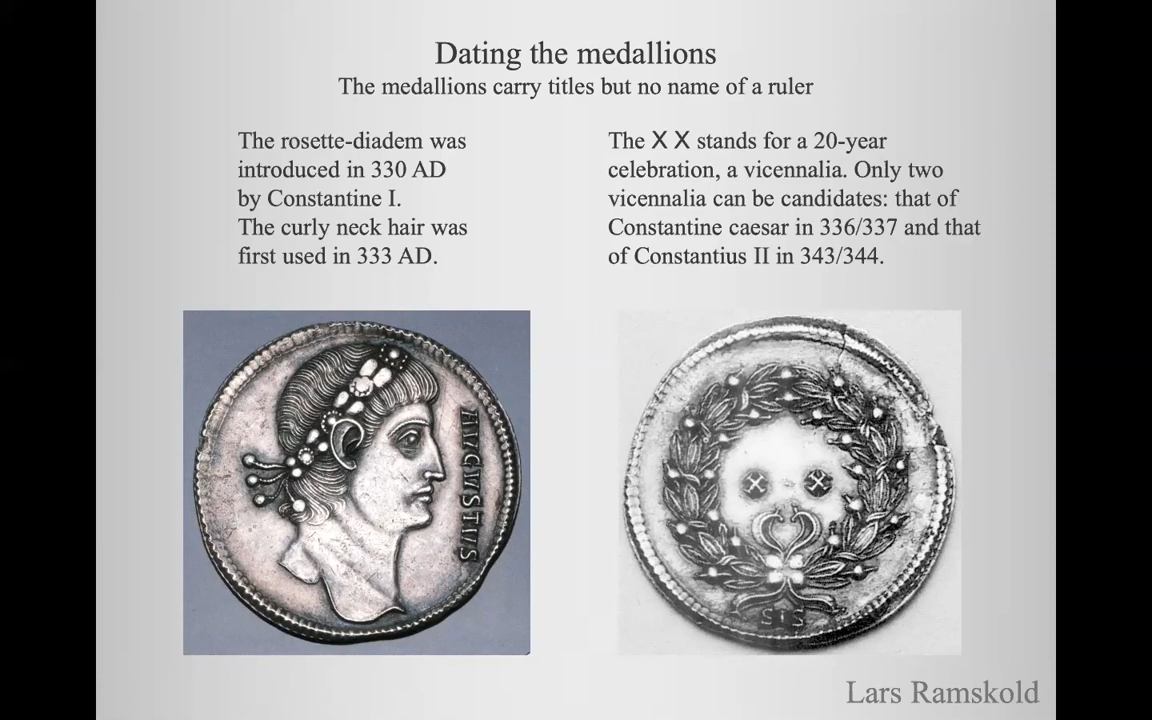 Dating the medallions
The medallions carry titles but no name of a ruler
The rosette-diadem was
introduced in 330 AD
by Constantine I.
The curly neck hair was
first used in 333 AD.
The X X stands for a 20-year
celebration, a vicennalia. Only two
vicennalia can be candidates: that of
Constantine caesar in 336/337 and that
of Constantius II in 343/344.
AVGVSTVS
X X
SIS
Lars Ramskold